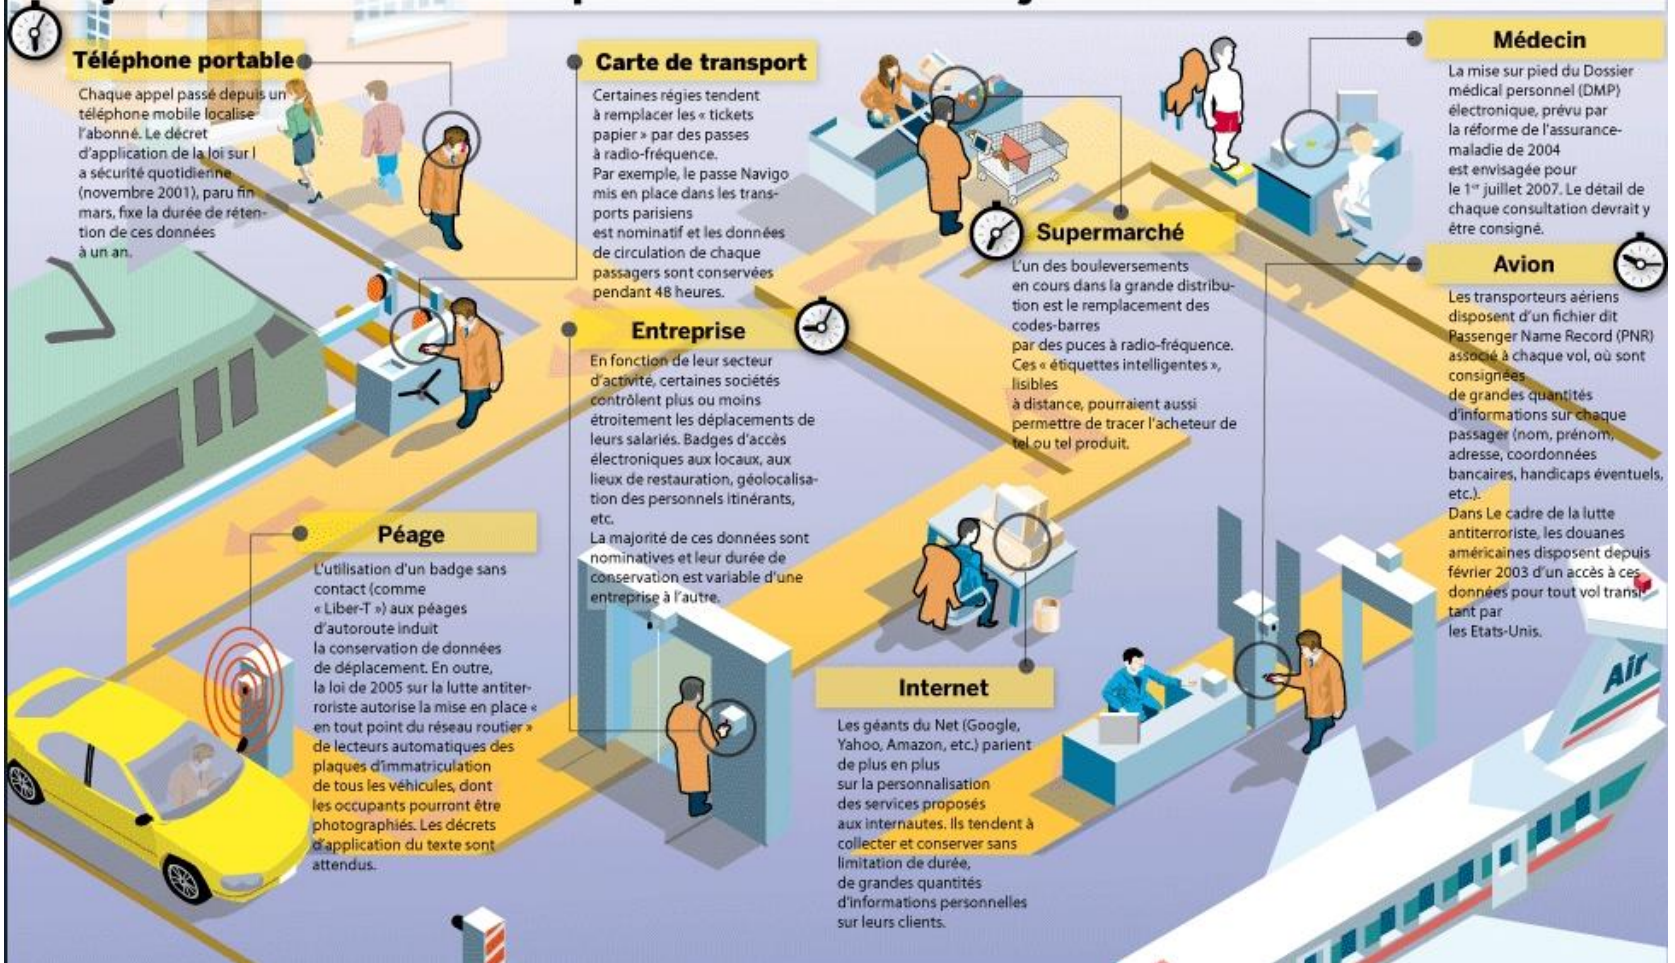 Téléphone portable
Chaque appel passé depuis un
téléphone mobile localise
l'abonné. Le décret
d'application de la loi sur l
a sécurité quotidienne
(novembre 2001), paru fin
mars, fixe la durée de réten-
tion de ces données
à un an.
Carte de transport
Certaines régies tendent
à remplacer les « tickets
papier » par des passes
à radio-fréquence.
Par exemple, le passe Navigo
mis en place dans les trans-
ports parisiens
est nominatif et les données
de circulation de chaque
passagers sont conservées
pendant 48 heures.
Médecin
La mise sur pied du Dossier
médical personnel (DMP)
électronique, prévu par
la réforme de l'assurance-
maladie de 2004
est envisagée pour
le 1er juillet 2007. Le détail de
chaque consultation devrait y
être consigné.
Supermarché
L'un des bouleversements
en cours dans la grande distribu-
tion est le remplacement des
codes-barres
par des puces à radio-fréquence.
Ces « étiquettes intelligentes »,
lisibles
à distance, pourraient aussi
permettre de tracer l'acheteur de
tel ou tel produit.
Avion
Les transporteurs aériens
disposent d'un fichier dit
Passenger Name Record (PNR)
associé à chaque vol, où sont
consignées
de grandes quantités
d'informations sur chaque
passager (nom, prénom,
adresse, coordonnées
bancaires, handicaps éventuels,
etc.).
Dans Le cadre de la lutte
antiterroriste, les douanes
américaines disposent depuis
février 2003 d'un accès à ces
données pour tout vol transi
tant par
les Etats-Unis.
Entreprise
En fonction de leur secteur
d'activité, certaines sociétés
contrôlent plus ou moins
étroitement les déplacements de
leurs salariés. Badges d'accès
électroniques aux locaux, aux
lieux de restauration, géolocalisa-
tion des personnels itinérants,
etc.
La majorité de ces données sont
nominatives et leur durée de
conservation est variable d'une
entreprise à l'autre.
Péage
L'utilisation d'un badge sans
contact (comme
« Liber-T ») aux péages
d'autoroute induit
la conservation de données
de déplacement. En outre,
la loi de 2005 sur la lutte antiter-
roriste autorise la mise en place «
en tout point du réseau routier »
de lecteurs automatiques des
plaques d'immatriculation
de tous les véhicules, dont
les occupants pourront être
photographiés. Les décrets
d'application du texte sont
attendus.
Internet
Les géants du Net (Google,
Yahoo, Amazon, etc.) parient
de plus en plus
sur la personnalisation
des services proposés
aux internautes. Ils tendent à
collecter et conserver sans
limitation de durée,
de grandes quantités
d'informations personnelles
sur leurs clients.
Air